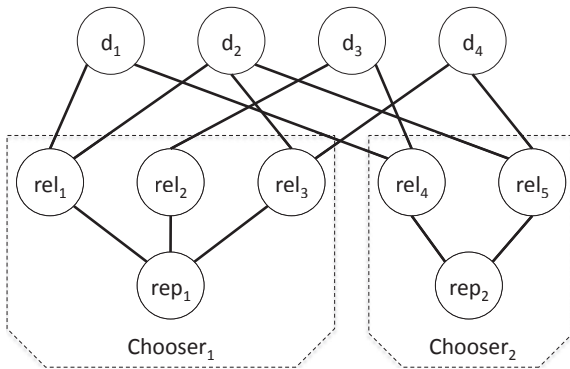 d₁ d₂ d₃ d₄
rel₁ rel₂ rel₃ rel₄ rel₅
rep₁ rep₂
Chooser₁ Chooser₂